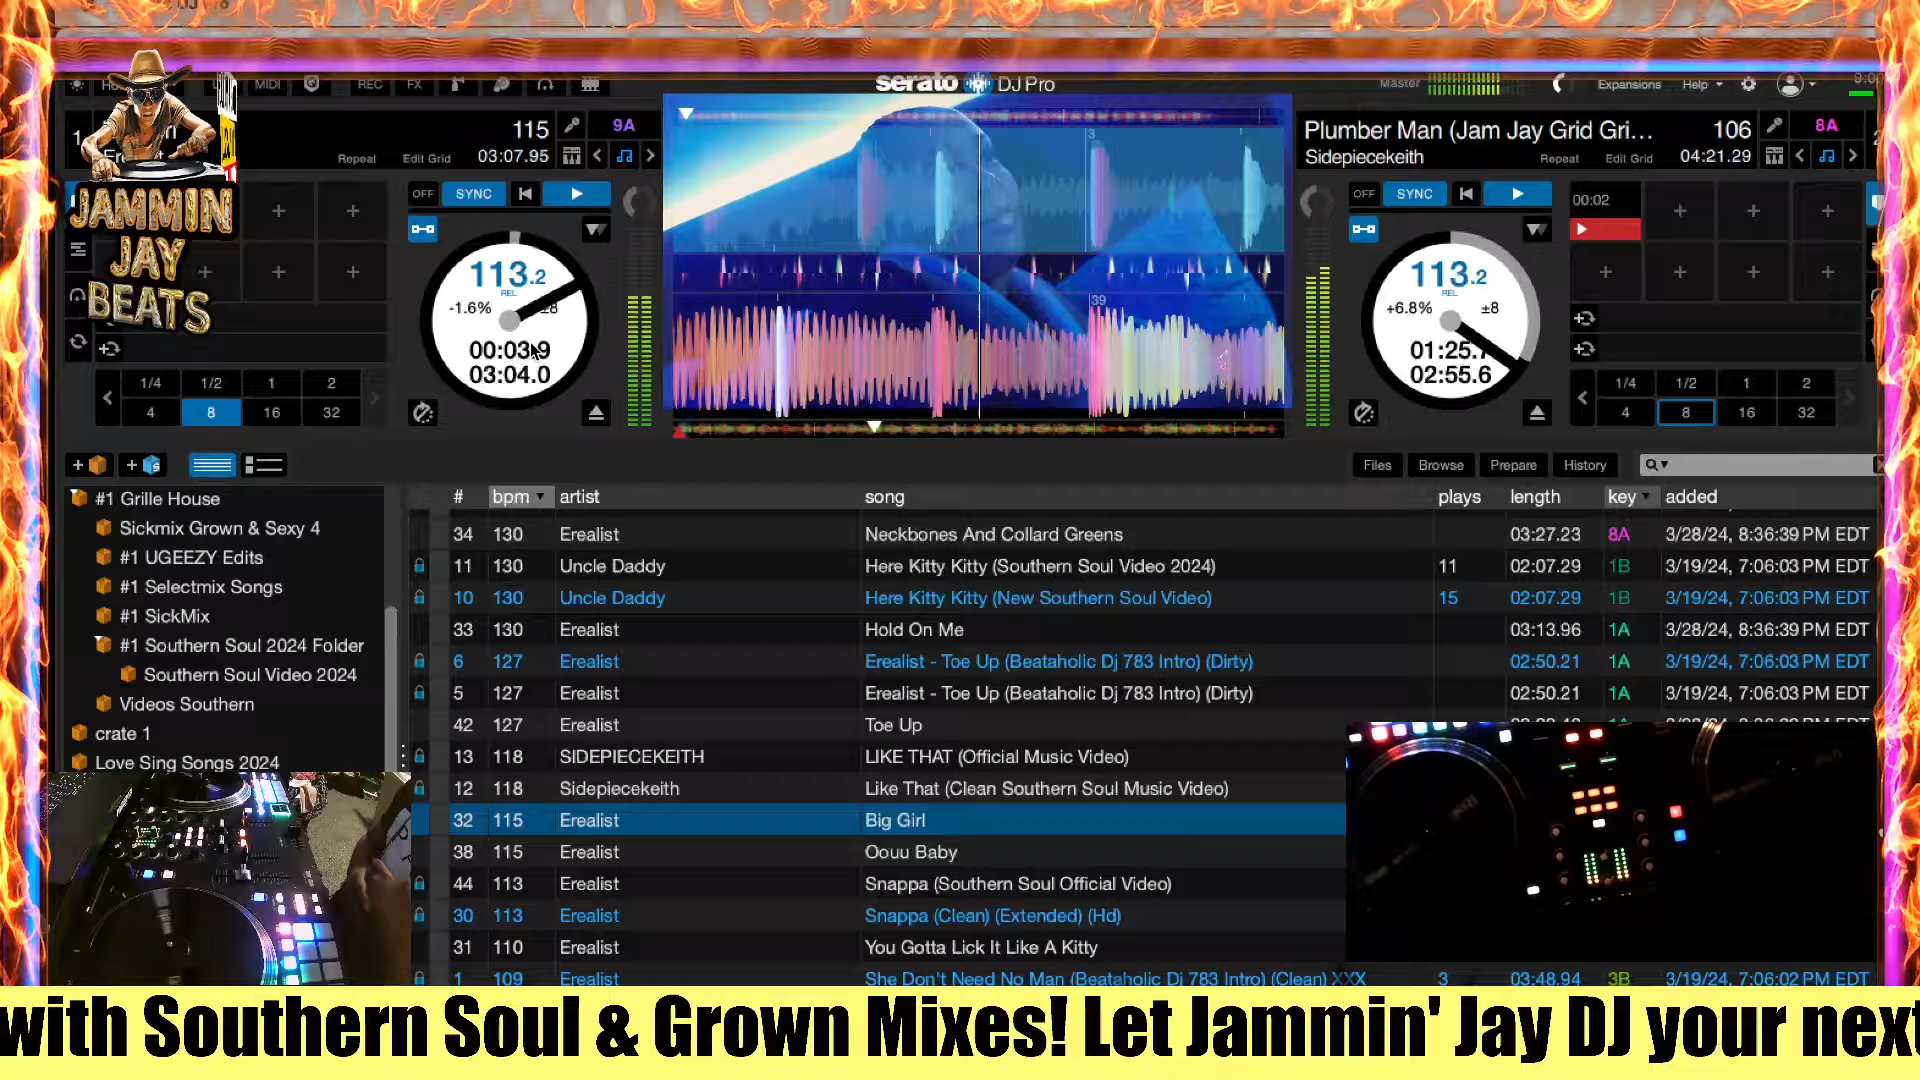 MIDI
REC
FX
serato DJ Pro
Master
Expansions
Help
115
9A
Repeat
Edit Grid
03:07.95
Plumber Man (Jam Jay Grid Gri...
106
8A
Sidepiecekeith
Repeat
Edit Grid
04:21.29
JAMMIN
JAY
BEATS
OFF
SYNC
113.2
REL
-1.6%
±8
00:03.9
03:04.0
1/4
1/2
1
2
4
8
16
32
3
39
OFF
SYNC
113.2
REL
+6.8%
±8
01:25.
02:55.6
00:02
1/4
1/2
1
2
4
8
16
32
Files
Browse
Prepare
History
#1 Grille House
Sickmix Grown & Sexy 4
#1 UGEEZY Edits
#1 Selectmix Songs
#1 SickMix
#1 Southern Soul 2024 Folder
Southern Soul Video 2024
Videos Southern
crate 1
Love Sing Songs 2024
# bpm artist song plays length key added
34 130 Erealist Neckbones And Collard Greens 03:27.23 8A 3/28/24, 8:36:39 PM EDT
11 130 Uncle Daddy Here Kitty Kitty (Southern Soul Video 2024) 11 02:07.29 1B 3/19/24, 7:06:03 PM EDT
10 130 Uncle Daddy Here Kitty Kitty (New Southern Soul Video) 15 02:07.29 1B 3/19/24, 7:06:03 PM EDT
33 130 Erealist Hold On Me 03:13.96 1A 3/28/24, 8:36:39 PM EDT
6 127 Erealist Erealist - Toe Up (Beataholic Dj 783 Intro) (Dirty) 02:50.21 1A 3/19/24, 7:06:03 PM EDT
5 127 Erealist Erealist - Toe Up (Beataholic Dj 783 Intro) (Dirty) 02:50.21 1A 3/19/24, 7:06:03 PM EDT
42 127 Erealist Toe Up
13 118 SIDEPIECEKEITH LIKE THAT (Official Music Video)
12 118 Sidepiecekeith Like That (Clean Southern Soul Music Video)
32 115 Erealist Big Girl
38 115 Erealist Oouu Baby
44 113 Erealist Snappa (Southern Soul Official Video)
30 113 Erealist Snappa (Clean) (Extended) (Hd)
31 110 Erealist You Gotta Lick It Like A Kitty
1 109 Erealist She Don't Need No Man (Beataholic Dj 783 Intro) (Clean) XXX 3 03:48.94 3B 3/19/24, 7:06:02 PM EDT
with Southern Soul & Grown Mixes! Let Jammin' Jay DJ your next